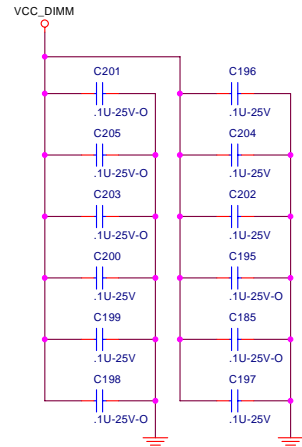 VCC_DIMM
C201
.1U-25V-O
C205
.1U-25V-O
C203
.1U-25V-O
C200
.1U-25V
C199
.1U-25V
C198
.1U-25V-O
C196
.1U-25V
C204
.1U-25V
C202
.1U-25V
C195
.1U-25V-O
C185
.1U-25V-O
C197
.1U-25V